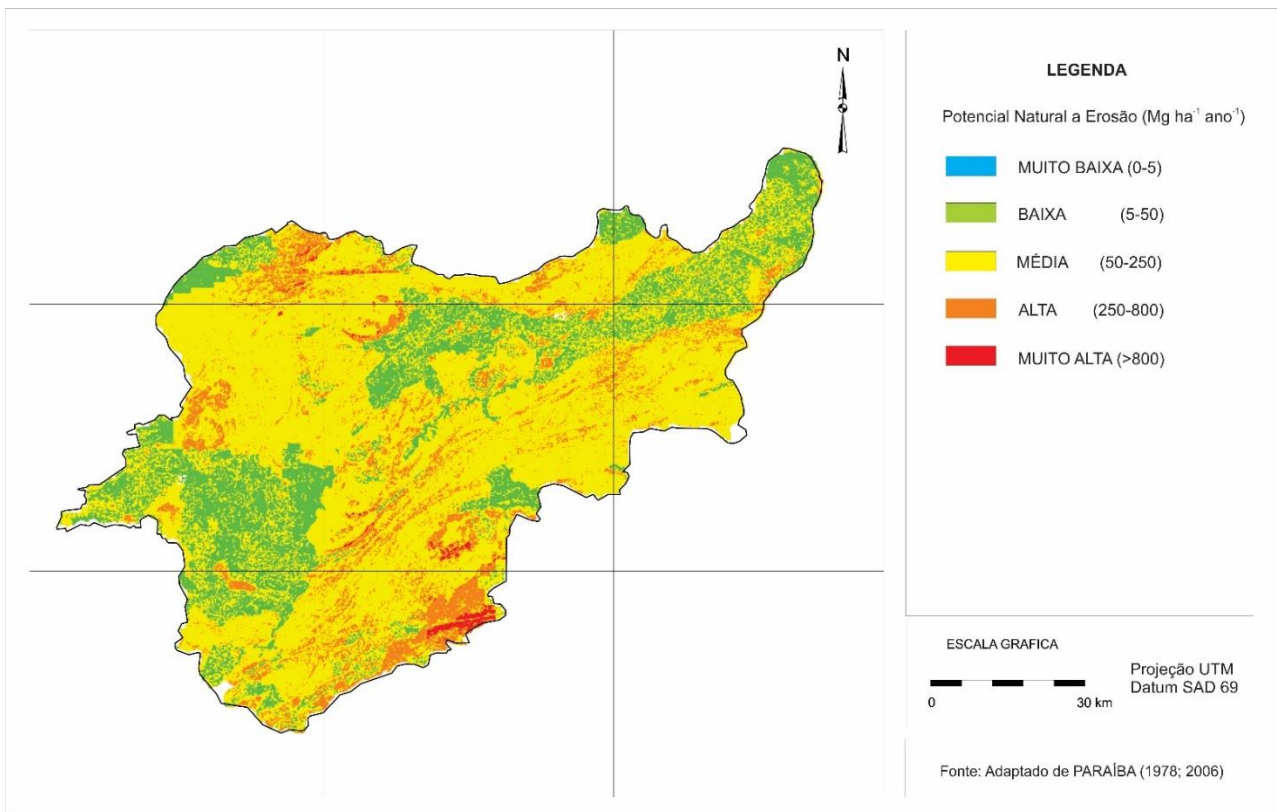 N
LEGENDA
Potencial Natural a Erosão (Mg ha⁻¹ ano⁻¹)
MUITO BAIXA (0-5)
BAIXA (5-50)
MÉDIA (50-250)
ALTA (250-800)
MUITO ALTA (>800)
ESCALA GRAFICA
0 30 km
Projeção UTM
Datum SAD 69
Fonte: Adaptado de PARAÍBA (1978; 2006)